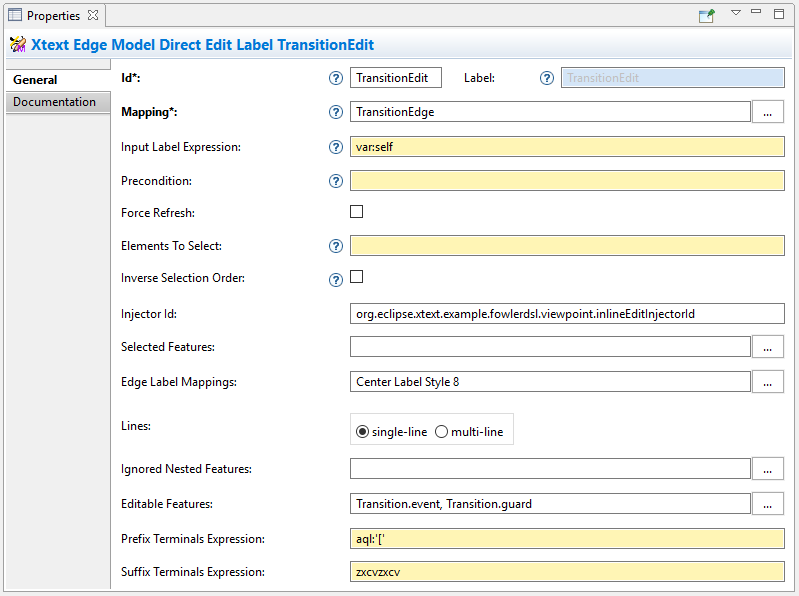 Properties
Xtext Edge Model Direct Edit Label TransitionEdit
General
Documentation
Id*: ? TransitionEdit Label: ? TransitionEdit
Mapping*: ? TransitionEdge ...
Input Label Expression: ? var:self
Precondition: ?
Force Refresh:
Elements To Select: ?
Inverse Selection Order: ?
Injector Id: org.eclipse.xtext.example.fowlerdsl.viewpoint.inlineEditInjectorId
Selected Features: ...
Edge Label Mappings: Center Label Style 8 ...
Lines: single-line multi-line
Ignored Nested Features: ...
Editable Features: Transition.event, Transition.guard ...
Prefix Terminals Expression: aql:'['
Suffix Terminals Expression: zxcvzxcv